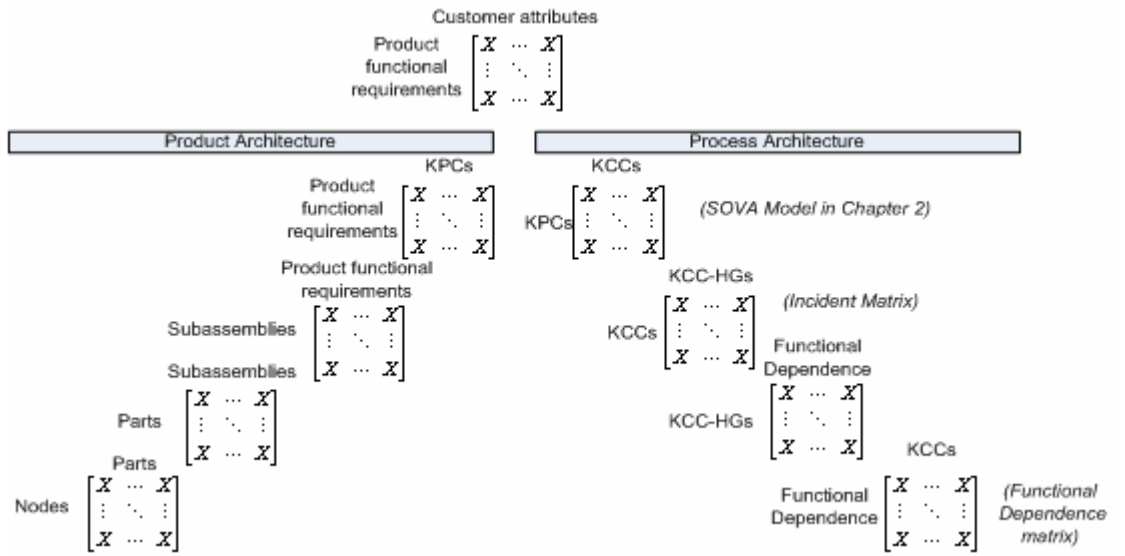 Customer attributes
Product
functional
requirements
X ... X
⋮ ⋱ ⋮
X ... X
Product Architecture
Process Architecture
KPCs
Product
functional
requirements
X ... X
⋮ ⋱ ⋮
X ... X
KCCs
KPCs
X ... X
⋮ ⋱ ⋮
X ... X
(SOVA Model in Chapter 2)
Product functional
requirements
Subassemblies
X ... X
⋮ ⋱ ⋮
X ... X
KCC-HGs
KCCs
X ... X
⋮ ⋱ ⋮
X ... X
(Incident Matrix)
Subassemblies
Parts
X ... X
⋮ ⋱ ⋮
X ... X
Functional
Dependence
KCC-HGs
X ... X
⋮ ⋱ ⋮
X ... X
Parts
Nodes
X ... X
⋮ ⋱ ⋮
X ... X
KCCs
Functional
Dependence
X ... X
⋮ ⋱ ⋮
X ... X
(Functional
Dependence
matrix)